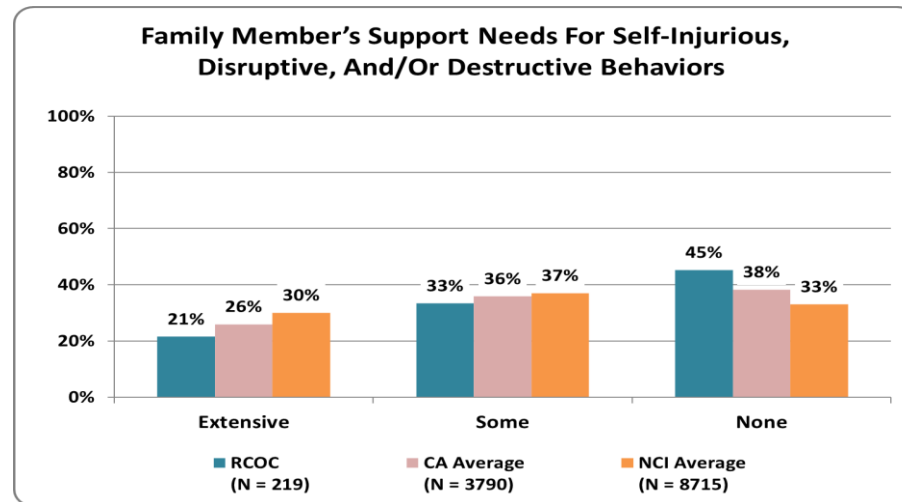 Family Member's Support Needs For Self-Injurious,
Disruptive, And/Or Destructive Behaviors
100%
80%
60%
40%
20%
0%
21%
26%
30%
33%
36%
37%
45%
38%
33%
Extensive
Some
None
RCOC
(N = 219)
CA Average
(N = 3790)
NCI Average
(N = 8715)